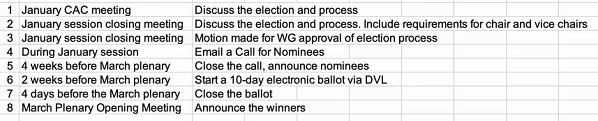 1 January CAC meeting Discuss the election and process
2 January session closing meeting Discuss the election and process. Include requirements for chair and vice chairs
3 January session closing meeting Motion made for WG approval of election process
4 During January session Email a Call for Nominees
5 4 weeks before March plenary Close the call, announce nominees
6 2 weeks before March plenary Start a 10-day electronic ballot via DVL
7 4 days before the March plenary Close the ballot
8 March Plenary Opening Meeting Announce the winners